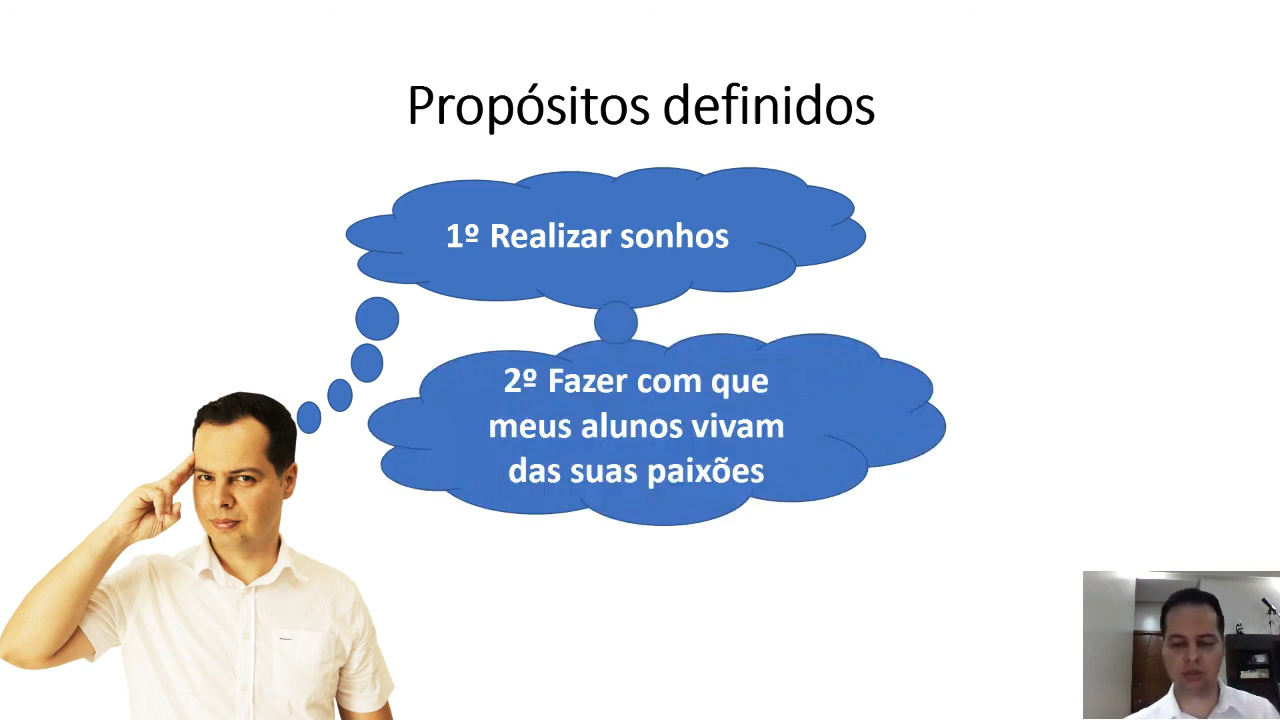 Propósitos definidos
1º Realizar sonhos
2º Fazer com que
meus alunos vivam
das suas paixões